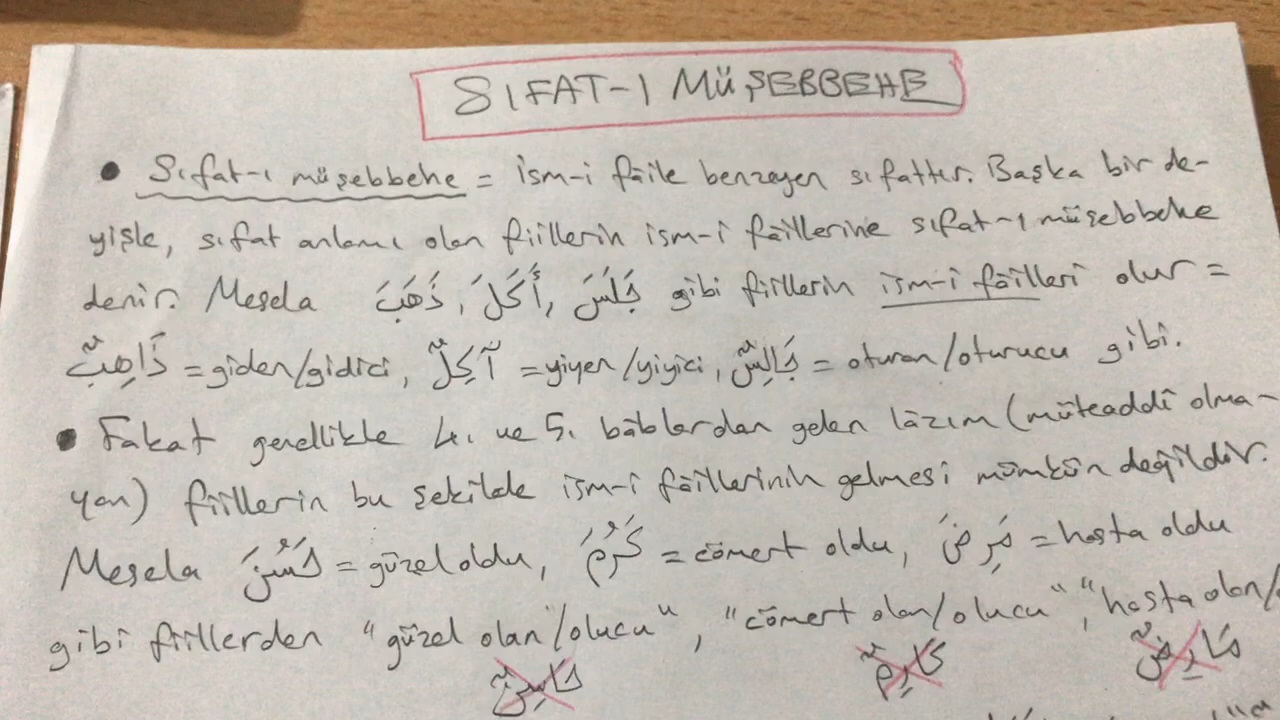 SIFAT-I MÜŞEBBEHE
• Sıfat-ı müşebbehe = İsm-i fâile benzeyen sıfattır. Başka bir de-
yişle, sıfat anlamı olan fiillerin ism-i fâillerine sıfat-ı müşebbehe
denir. Mesela ذَهَبَ ,أَكَلَ ,جَلَسَ gibi fiillerin ism-i fâilleri olur =
ذَاهِبٌ = giden/gidici, آكِلٌ = yiyen/yiyici, جَالِسٌ = oturan/oturucu gibi.
• Fakat genellikle 4. ve 5. bâblardan gelen lâzım (müteaddî olma-
yan) fiillerin bu şekilde ism-i fâillerinin gelmesi mümkün değildir.
Mesela حَسُنَ = güzel oldu, كَرُمَ = cömert oldu, مَرِضَ = hasta oldu
gibi fiillerden "güzel olan/olucu", "cömert olan/olucu", "hasta olan/
حَاسِنٌ كَارِمٌ مَارِضٌ